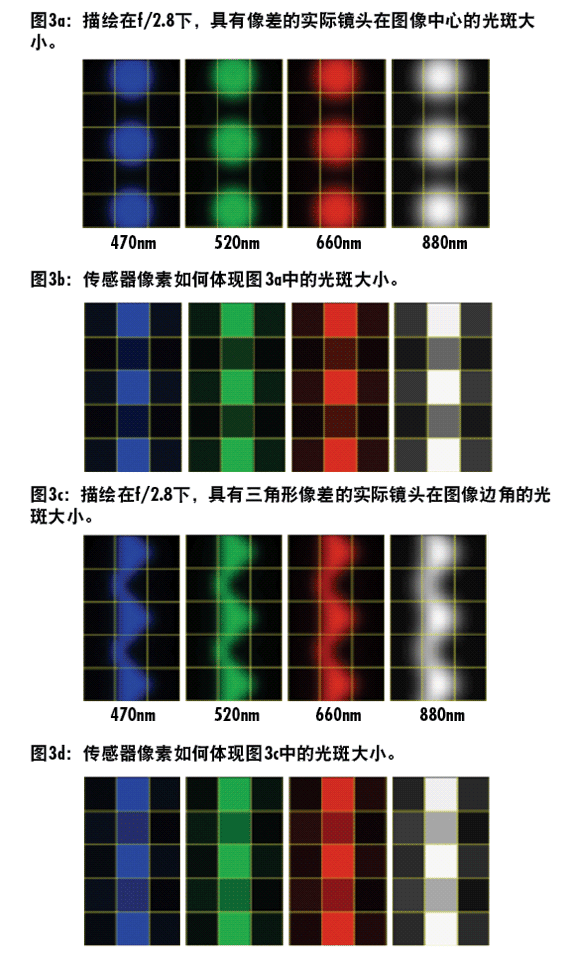 图3a：描绘在f/2.8下，具有像差的实际镜头在图像中心的光斑大
小。
470nm 520nm 660nm 880nm
图3b：传感器像素如何体现图3a中的光斑大小。
图3c：描绘在f/2.8下，具有三角形像差的实际镜头在图像边角的光
斑大小。
470nm 520nm 660nm 880nm
图3d：传感器像素如何体现图3c中的光斑大小。